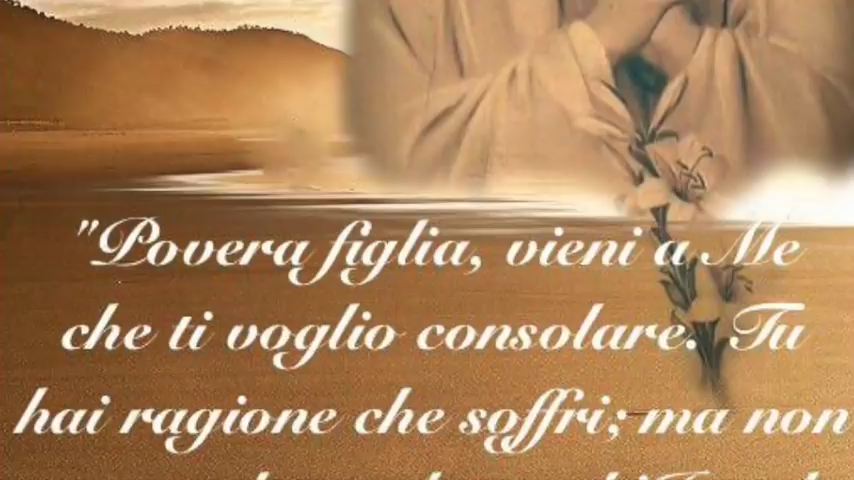 "Povera figlia, vieni a Me
che ti voglio consolare. Tu
hai ragione che soffri; ma non